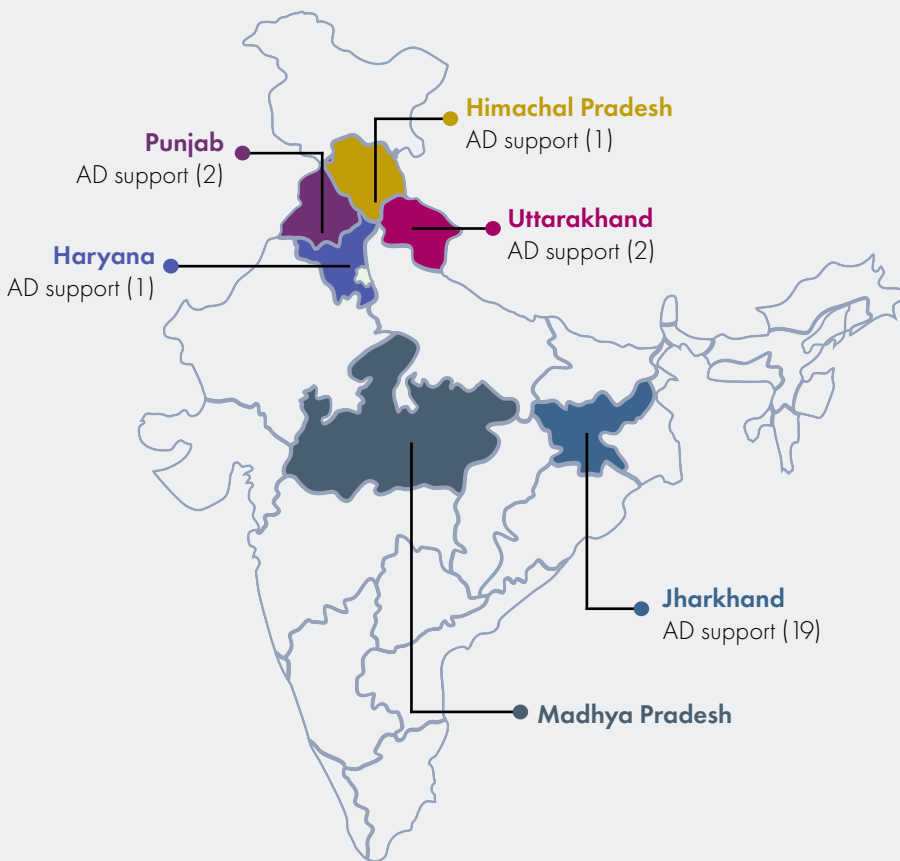 Himachal Pradesh
AD support (1)
Punjab
AD support (2)
Uttarakhand
AD support (2)
Haryana
AD support (1)
Jharkhand
AD support (19)
Madhya Pradesh